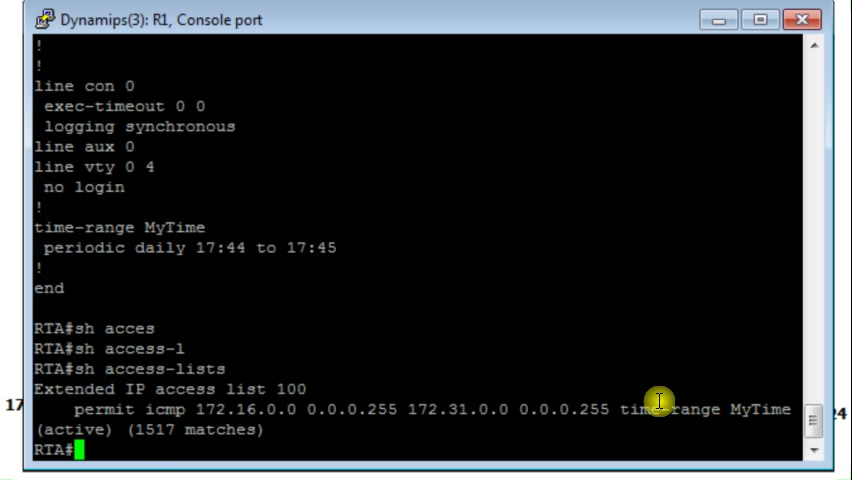 Dynamips(3): R1, Console port
!
!
line con 0
exec-timeout 0 0
logging synchronous
line aux 0
line vty 0 4
no login
!
time-range MyTime
periodic daily 17:44 to 17:45
!
end
RTA#sh acces
RTA#sh access-l
RTA#sh access-lists
Extended IP access list 100
permit icmp 172.16.0.0 0.0.0.255 172.31.0.0 0.0.0.255 time-range MyTime
(active) (1517 matches)
RTA#
17
24